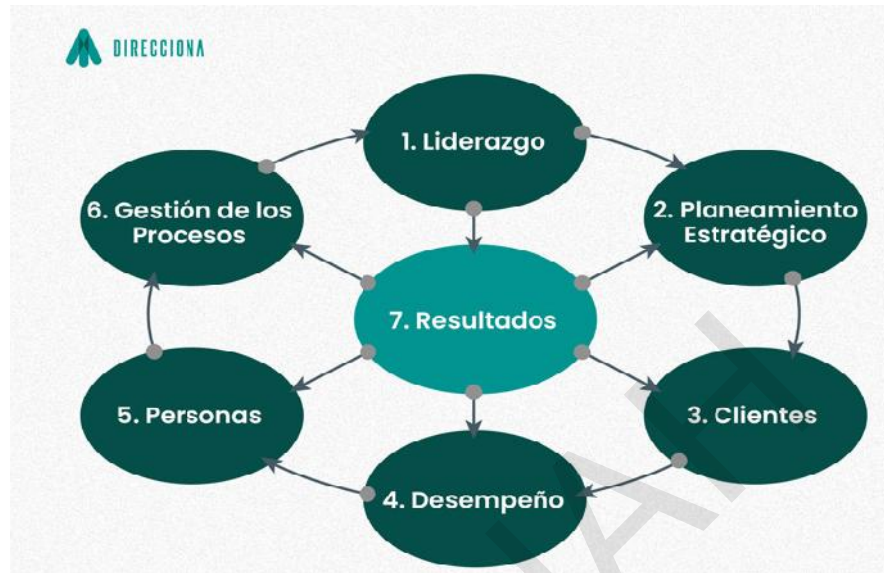 DIRECCIONA
1. Liderazgo
2. Planeamiento
Estratégico
3. Clientes
4. Desempeño
5. Personas
6. Gestión de los
Procesos
7. Resultados